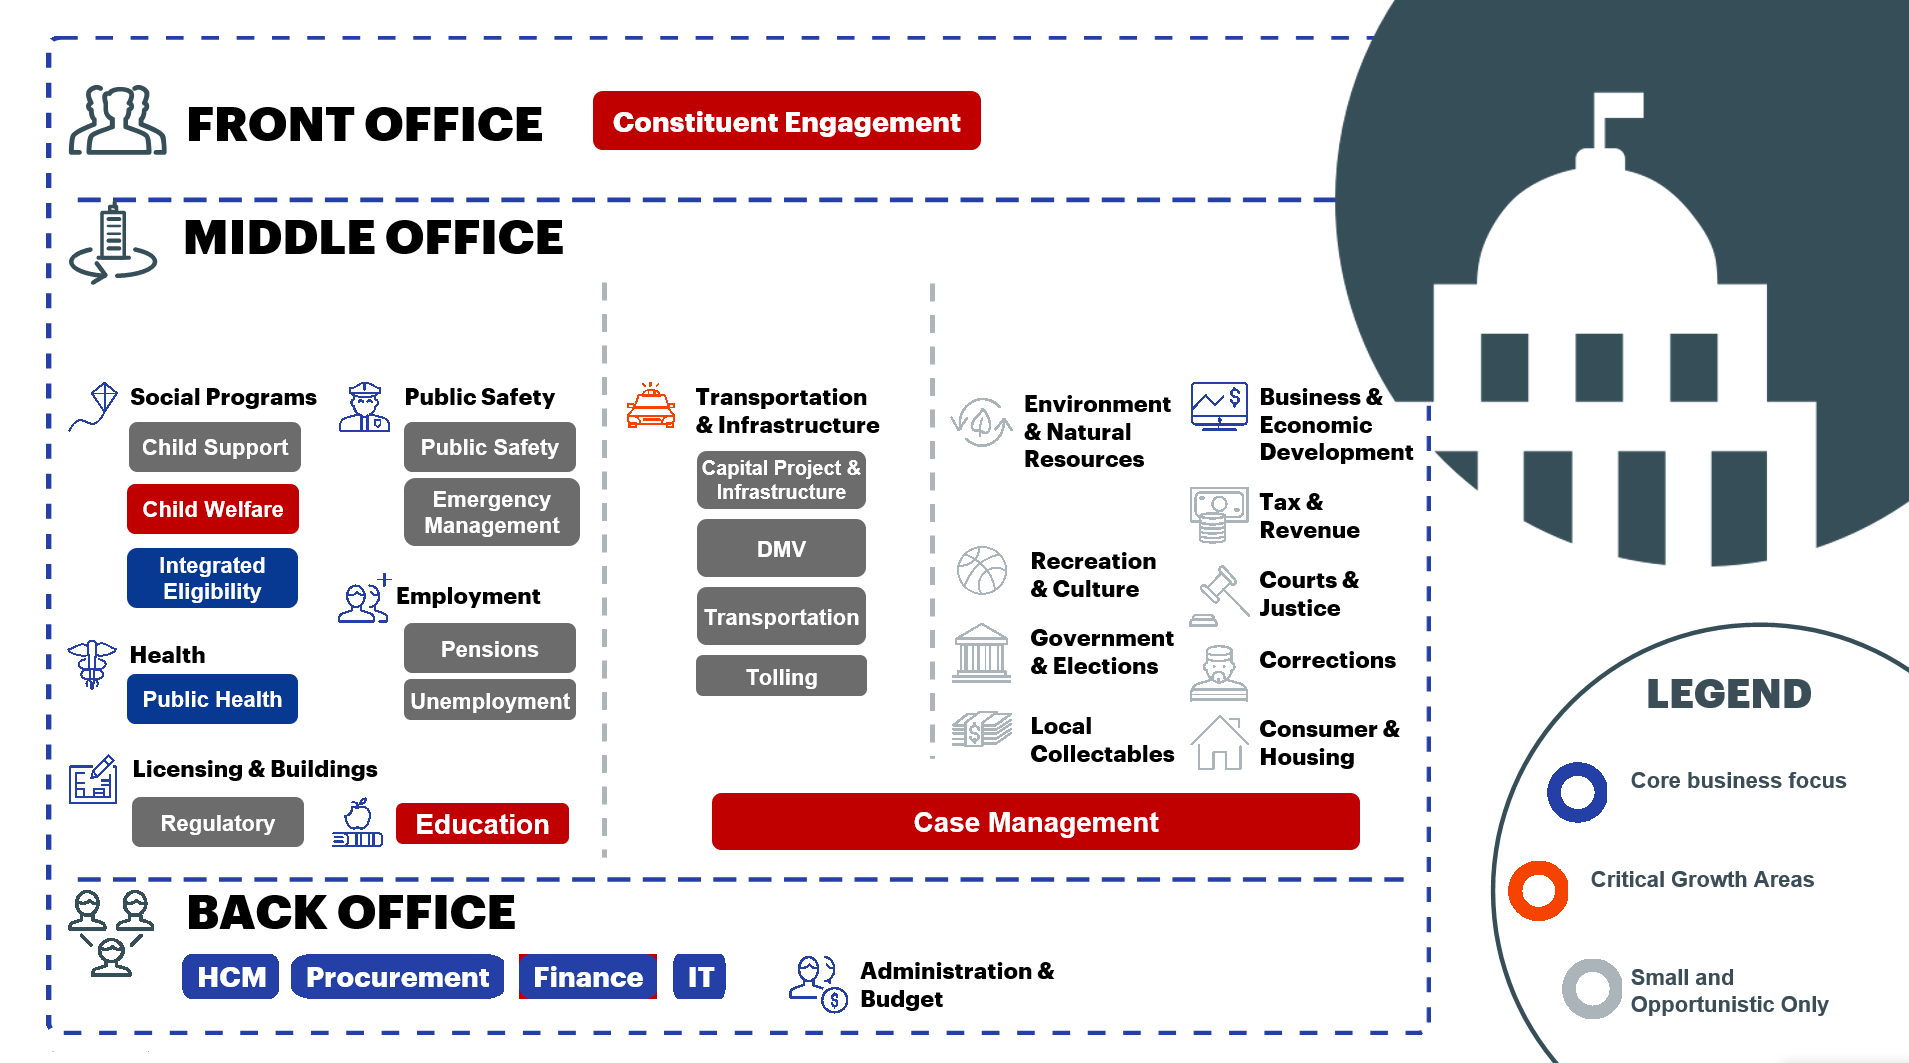 FRONT OFFICE
Constituent Engagement
MIDDLE OFFICE
Social Programs
Child Support
Child Welfare
Integrated
Eligibility
Health
Public Health
Licensing & Buildings
Regulatory
Public Safety
Public Safety
Emergency
Management
Employment
Pensions
Unemployment
Education
Transportation
& Infrastructure
Capital Project &
Infrastructure
DMV
Transportation
Tolling
Environment
& Natural
Resources
Recreation
& Culture
Government
& Elections
Local
Collectables
Business &
Economic
Development
Tax &
Revenue
Courts &
Justice
Corrections
Consumer &
Housing
Case Management
BACK OFFICE
HCM
Procurement
Finance
IT
Administration &
Budget
LEGEND
Core business focus
Critical Growth Areas
Small and
Opportunistic Only